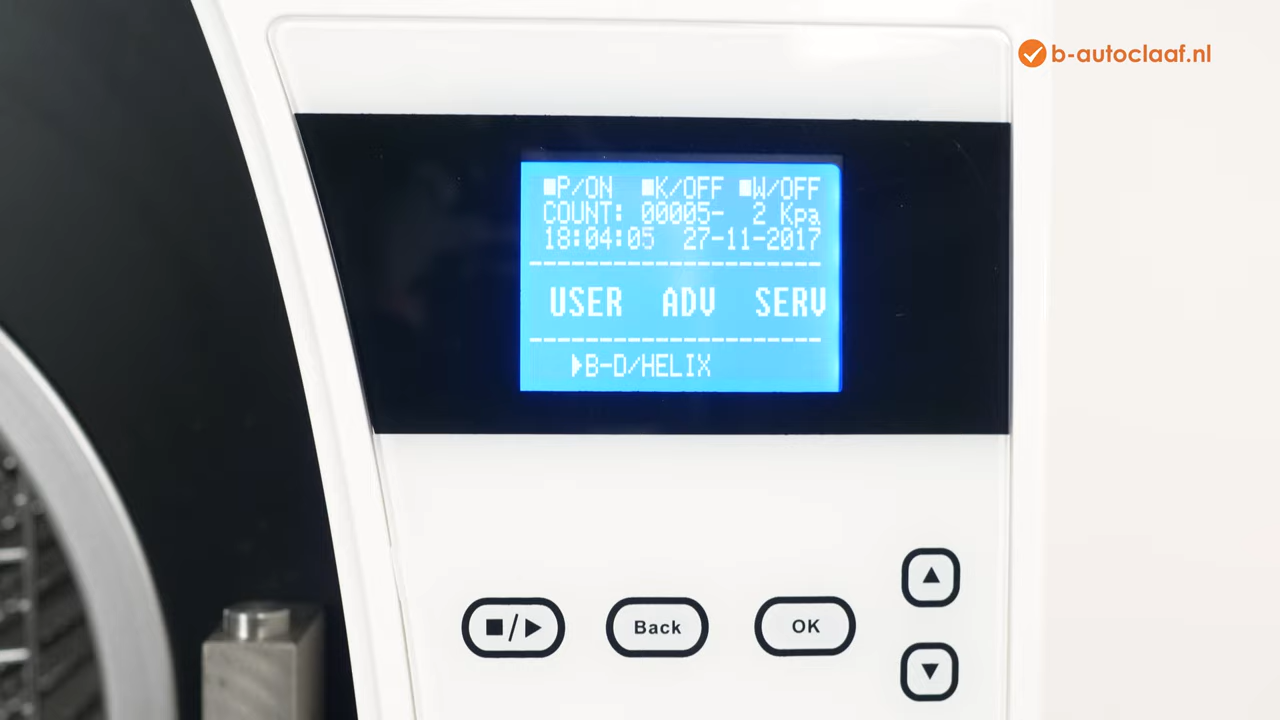 b-autoclaaf.nl
■P/ON ■K/OFF ■W/OFF
COUNT: 00005- 2 Kpa
18:04:05 27-11-2017
--------------------
USER ADV SERV
--------------------
▶B-D/HELIX
▲
■/▶ Back OK
▼